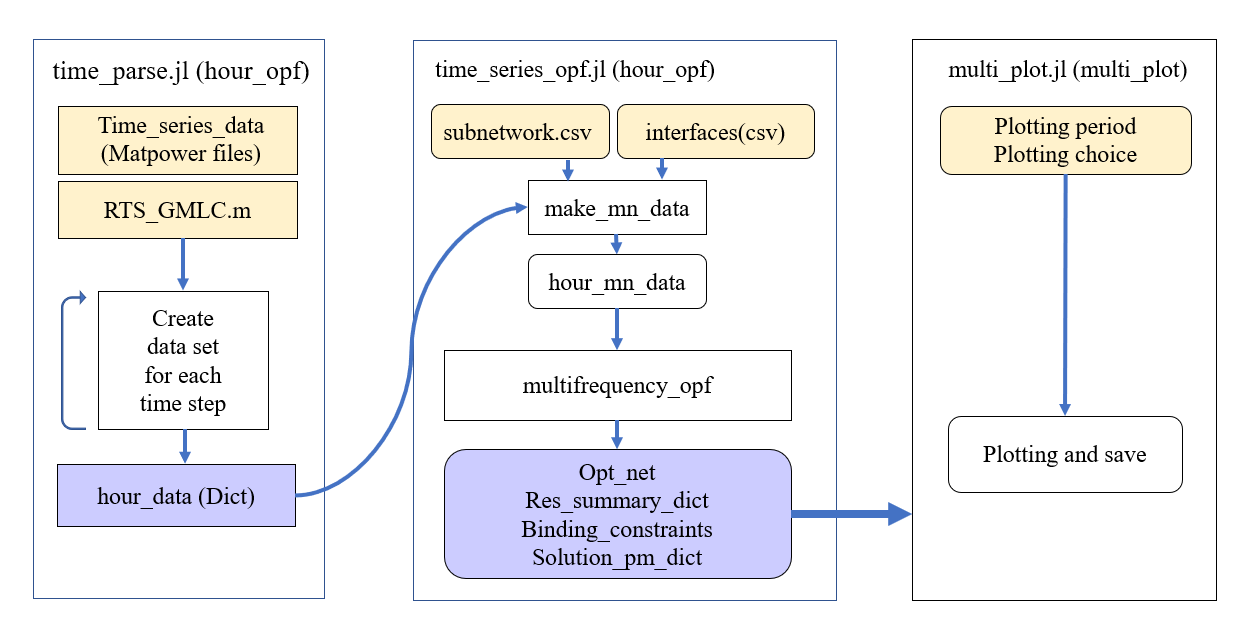 time_parse.jl (hour_opf)
Time_series_data
(Matpower files)
RTS_GMLC.m
Create
data set
for each
time step
hour_data (Dict)
time_series_opf.jl (hour_opf)
subnetwork.csv
interfaces(csv)
make_mn_data
hour_mn_data
multifrequency_opf
Opt_net
Res_summary_dict
Binding_constraints
Solution_pm_dict
multi_plot.jl (multi_plot)
Plotting period
Plotting choice
Plotting and save